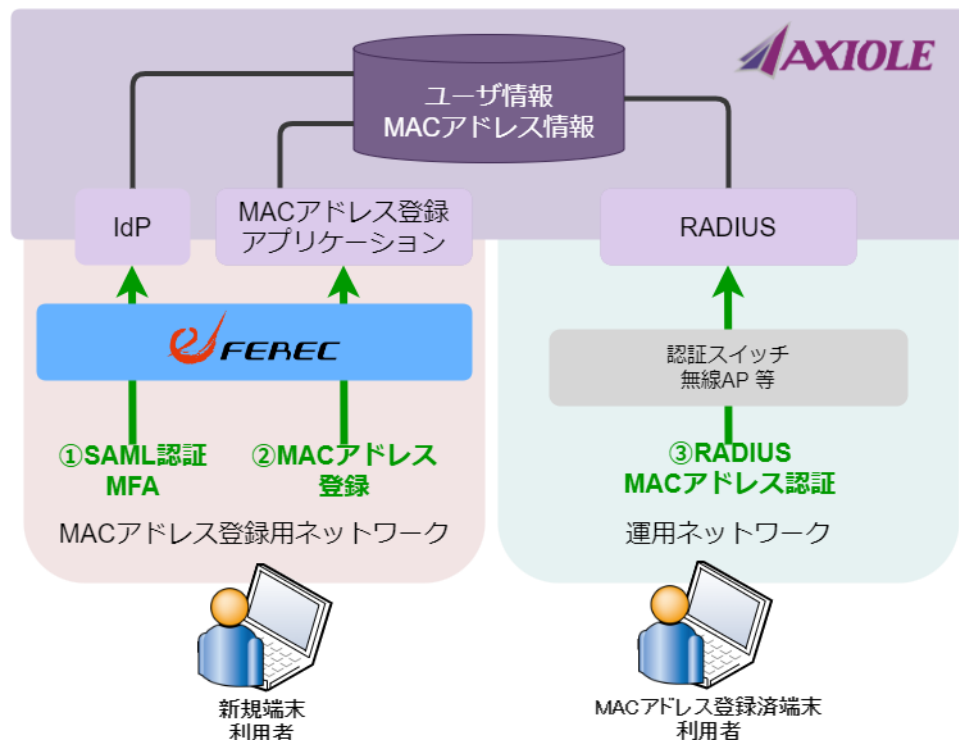 AXIOLE
ユーザ情報
MACアドレス情報
IdP
MACアドレス登録
アプリケーション
RADIUS
FEREC
認証スイッチ
無線AP 等
①SAML認証
MFA
②MACアドレス
登録
③RADIUS
MACアドレス認証
MACアドレス登録用ネットワーク
運用ネットワーク
新規端末
利用者
MACアドレス登録済端末
利用者